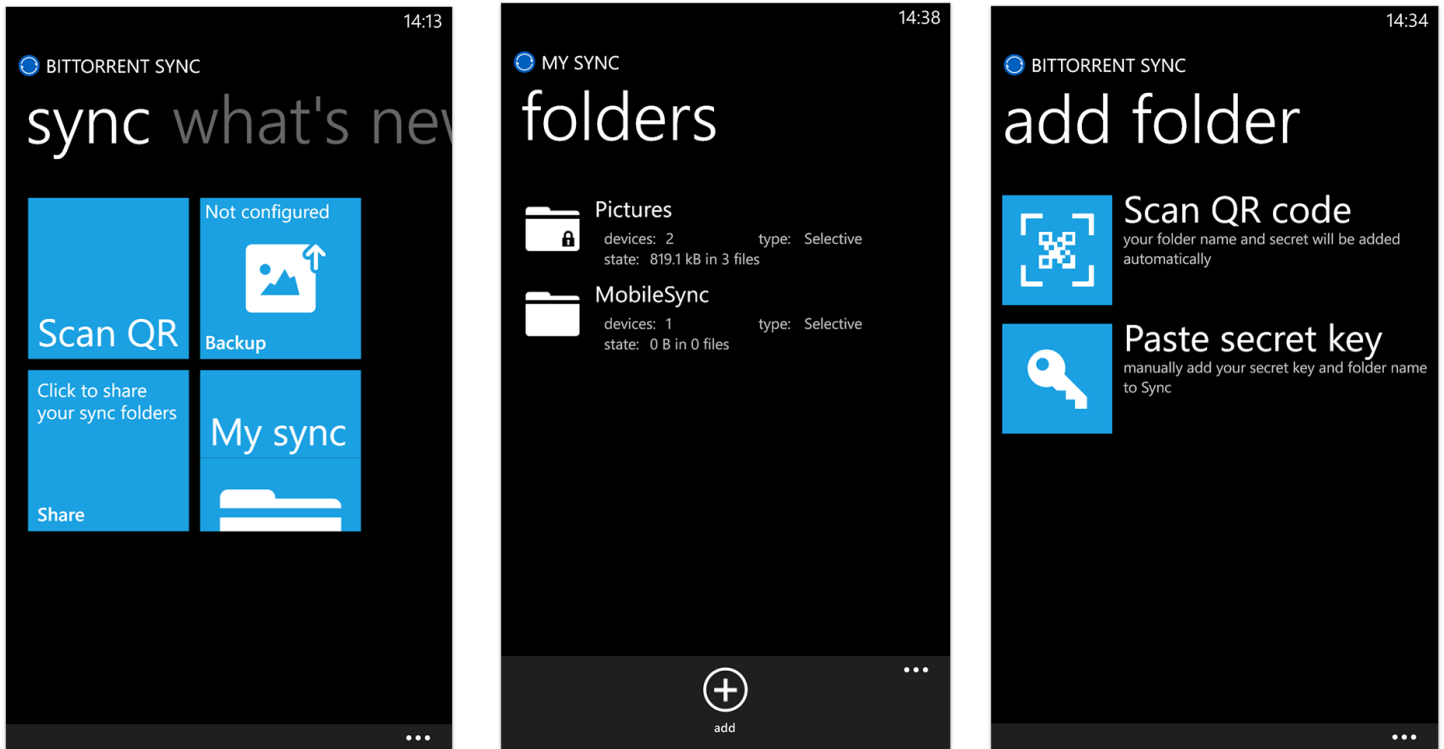 14:13
BITTORRENT SYNC
sync what's new
Scan QR
Not configured
Backup
Click to share
your sync folders
Share
My sync
14:38
MY SYNC
folders
Pictures
devices: 2 type: Selective
state: 819.1 kB in 3 files
MobileSync
devices: 1 type: Selective
state: 0 B in 0 files
add
14:34
BITTORRENT SYNC
add folder
Scan QR code
your folder name and secret will be added
automatically
Paste secret key
manually add your secret key and folder name
to Sync